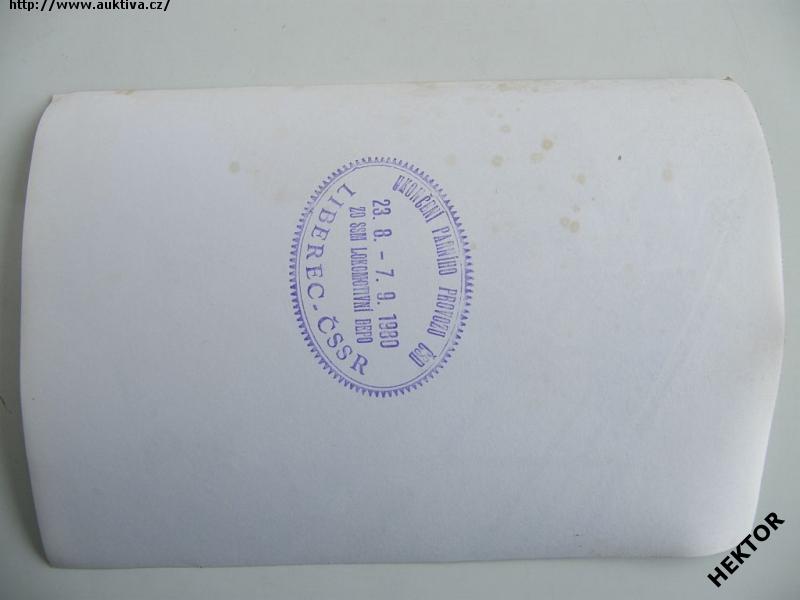 http://www.auktiva.cz/
UKONČENÍ PARNÍHO PROVOZU ČSD
23. 8. - 7. 9. 1980
ZO SSM LOKOMOTIVNÍ DEPO
LIBEREC-ČSSR
HEKTOR